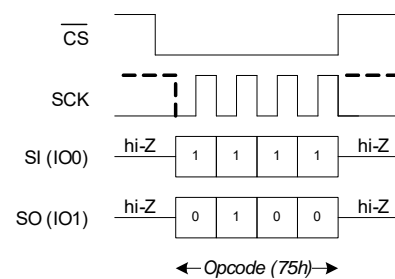 CS
SCK
SI (IO0) hi-Z 1 1 1 1 hi-Z
SO (IO1) hi-Z 0 1 0 0 hi-Z
Opcode (75h)